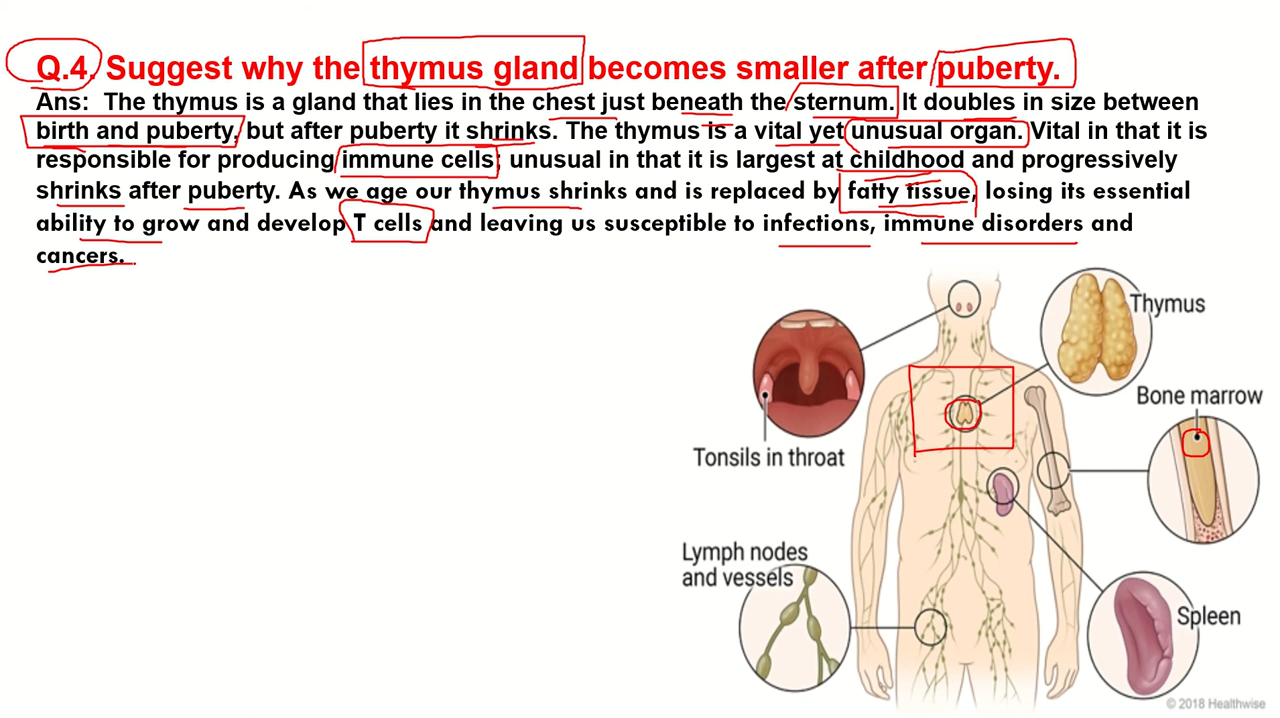 Q.4. Suggest why the thymus gland becomes smaller after puberty.
Ans: The thymus is a gland that lies in the chest just beneath the sternum. It doubles in size between
birth and puberty, but after puberty it shrinks. The thymus is a vital yet unusual organ. Vital in that it is
responsible for producing immune cells; unusual in that it is largest at childhood and progressively
shrinks after puberty. As we age our thymus shrinks and is replaced by fatty tissue, losing its essential
ability to grow and develop T cells and leaving us susceptible to infections, immune disorders and
cancers.
Thymus
Bone marrow
Tonsils in throat
Lymph nodes
and vessels
Spleen
© 2018 Healthwise